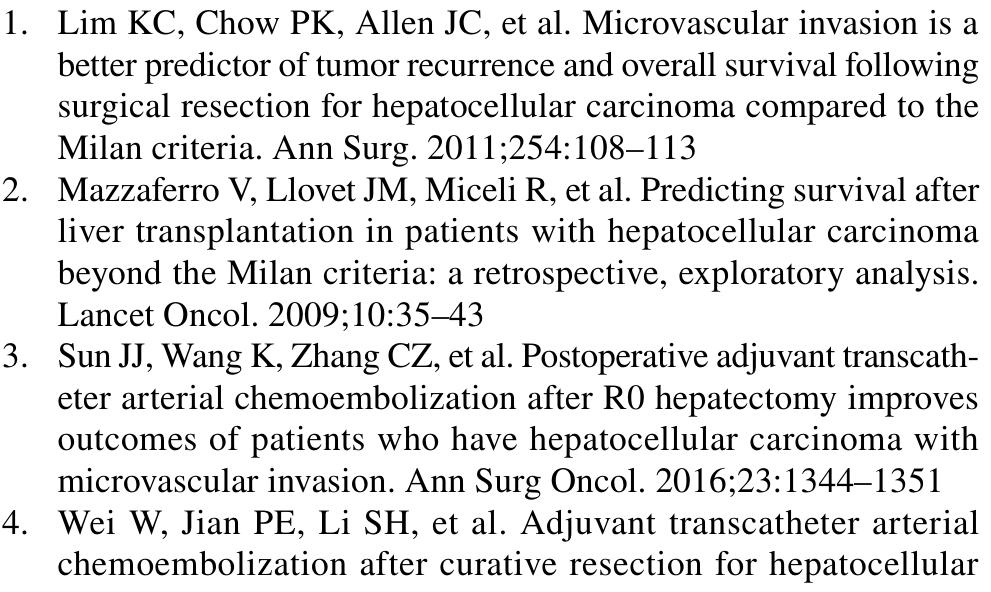 1. Lim KC, Chow PK, Allen JC, et al. Microvascular invasion is a
better predictor of tumor recurrence and overall survival following
surgical resection for hepatocellular carcinoma compared to the
Milan criteria. Ann Surg. 2011;254:108–113
2. Mazzaferro V, Llovet JM, Miceli R, et al. Predicting survival after
liver transplantation in patients with hepatocellular carcinoma
beyond the Milan criteria: a retrospective, exploratory analysis.
Lancet Oncol. 2009;10:35–43
3. Sun JJ, Wang K, Zhang CZ, et al. Postoperative adjuvant transcath-
eter arterial chemoembolization after R0 hepatectomy improves
outcomes of patients who have hepatocellular carcinoma with
microvascular invasion. Ann Surg Oncol. 2016;23:1344–1351
4. Wei W, Jian PE, Li SH, et al. Adjuvant transcatheter arterial
chemoembolization after curative resection for hepatocellular